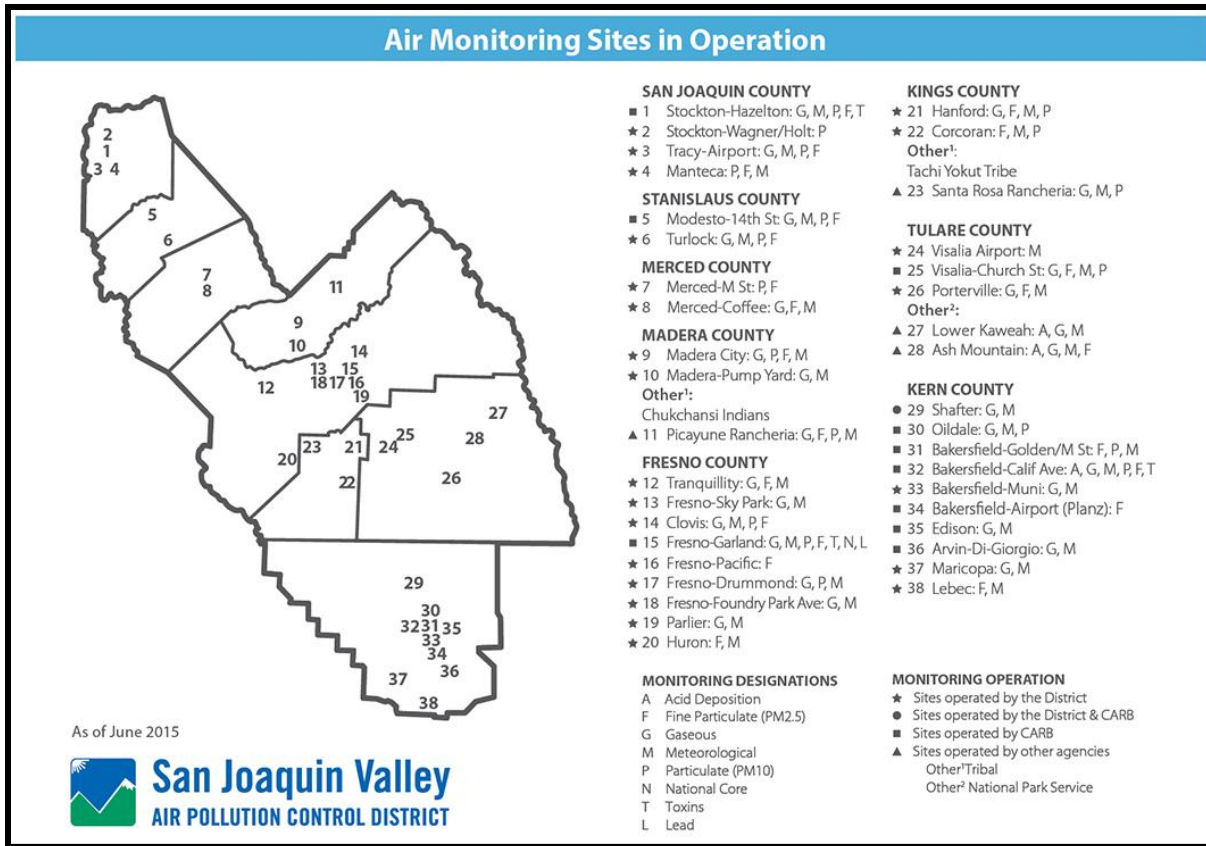 Air Monitoring Sites in Operation
2
1
3 4
5
6
7
8
11
9
10
14
13 15
12 18 17 16
19
27
23 21 24 25 28
20
22 26
29
30
32 31 35
33
34
37 36
38
As of June 2015
San Joaquin Valley
AIR POLLUTION CONTROL DISTRICT
SAN JOAQUIN COUNTY
■ 1 Stockton-Hazelton: G, M, P, F, T
★ 2 Stockton-Wagner/Holt: P
★ 3 Tracy-Airport: G, M, P, F
★ 4 Manteca: P, F, M
STANISLAUS COUNTY
■ 5 Modesto-14th St: G, M, P, F
★ 6 Turlock: G, M, P, F
MERCED COUNTY
★ 7 Merced-M St: P, F
★ 8 Merced-Coffee: G,F, M
MADERA COUNTY
★ 9 Madera City: G, P, F, M
★ 10 Madera-Pump Yard: G, M
Other¹:
Chukchansi Indians
▲ 11 Picayune Rancheria: G, F, P, M
FRESNO COUNTY
★ 12 Tranquillity: G, F, M
★ 13 Fresno-Sky Park: G, M
★ 14 Clovis: G, M, P, F
■ 15 Fresno-Garland: G, M, P, F, T, N, L
★ 16 Fresno-Pacific: F
★ 17 Fresno-Drummond: G, P, M
★ 18 Fresno-Foundry Park Ave: G, M
★ 19 Parlier: G, M
★ 20 Huron: F, M
KINGS COUNTY
★ 21 Hanford: G, F, M, P
★ 22 Corcoran: F, M, P
Other¹:
Tachi Yokut Tribe
▲ 23 Santa Rosa Rancheria: G, M, P
TULARE COUNTY
★ 24 Visalia Airport: M
■ 25 Visalia-Church St: G, F, M, P
★ 26 Porterville: G, F, M
Other²:
▲ 27 Lower Kaweah: A, G, M
▲ 28 Ash Mountain: A, G, M, F
KERN COUNTY
● 29 Shafter: G, M
■ 30 Oildale: G, M, P
■ 31 Bakersfield-Golden/M St: F, P, M
■ 32 Bakersfield-Calif Ave: A, G, M, P, F, T
★ 33 Bakersfield-Muni: G, M
■ 34 Bakersfield-Airport (Planz): F
■ 35 Edison: G, M
■ 36 Arvin-Di-Giorgio: G, M
★ 37 Maricopa: G, M
★ 38 Lebec: F, M
MONITORING DESIGNATIONS
A Acid Deposition
F Fine Particulate (PM2.5)
G Gaseous
M Meteorological
P Particulate (PM10)
N National Core
T Toxins
L Lead
MONITORING OPERATION
★ Sites operated by the District
● Sites operated by the District & CARB
■ Sites operated by CARB
▲ Sites operated by other agencies
Other¹Tribal
Other² National Park Service